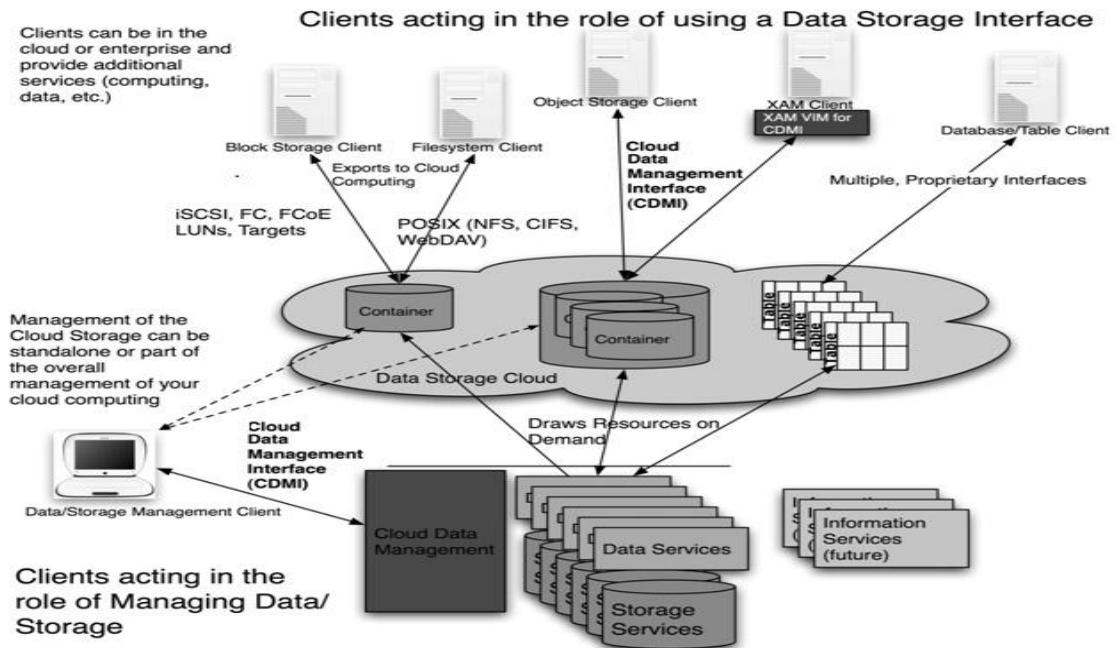 Clients acting in the role of using a Data Storage Interface
Clients can be in the
cloud or enterprise and
provide additional
services (computing,
data, etc.)
Block Storage Client
Filesystem Client
Object Storage Client
XAM Client
XAM VIM for
CDMI
Database/Table Client
Exports to Cloud
Computing
Cloud
Data
Management
Interface
(CDMI)
Multiple, Proprietary Interfaces
iSCSI, FC, FCoE
LUNs, Targets
POSIX (NFS, CIFS,
WebDAV)
Container
Container
Table
Table
Table
Table
Table
Management of the
Cloud Storage can be
standalone or part of
the overall
management of your
cloud computing
Data Storage Cloud
Draws Resources on
Demand
Cloud
Data
Management
Interface
(CDMI)
Data/Storage Management Client
Cloud Data
Management
Data Services
Storage
Services
Information
Services
(future)
Clients acting in the
role of Managing Data/
Storage